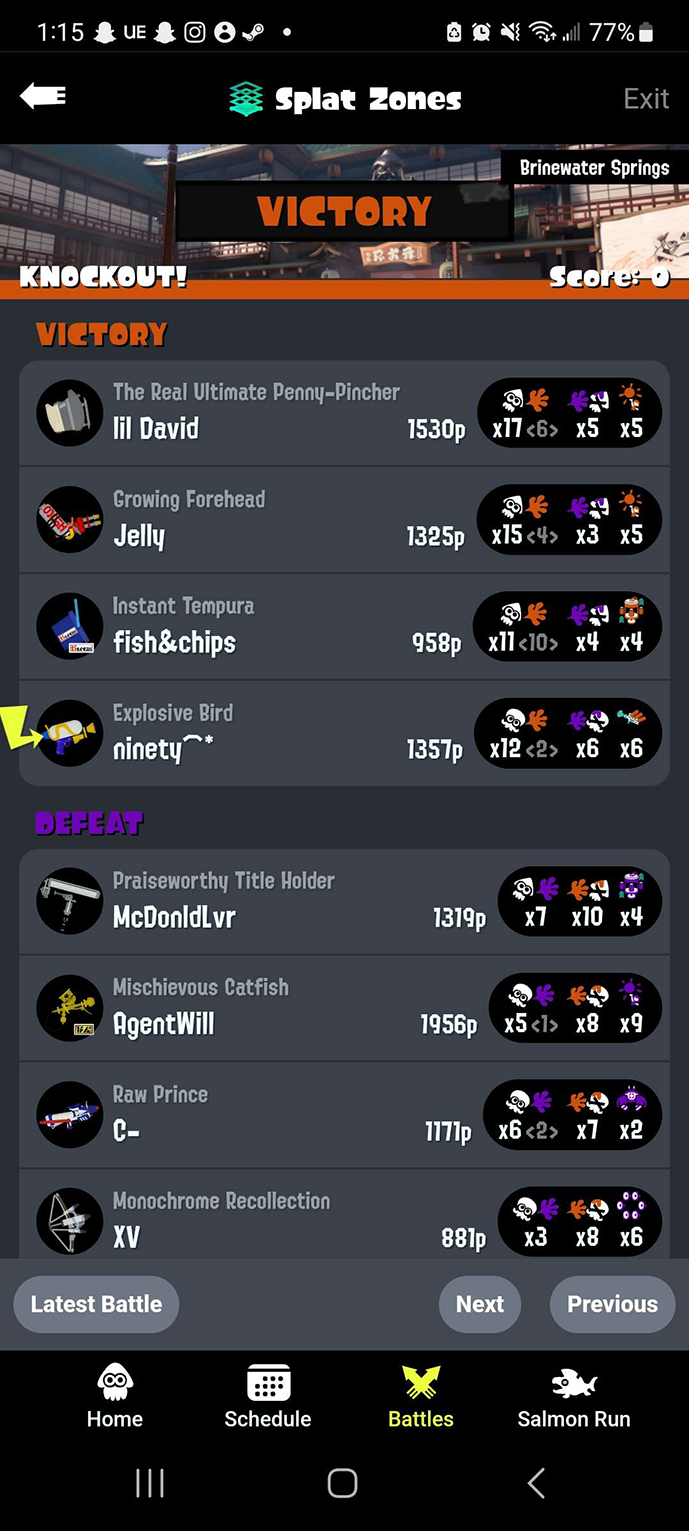 1:15 UE 77%
Splat Zones Exit
Brinewater Springs
VICTORY
KNOCKOUT! Score: 0
VICTORY
The Real Ultimate Penny-Pincher
lil David 1530p x17 <6> x5 x5
Growing Forehead
Jelly 1325p x15 <4> x3 x5
Instant Tempura
fish&chips 958p x11 <10> x4 x4
Explosive Bird
ninety⌒* 1357p x12 <2> x6 x6
DEFEAT
Praiseworthy Title Holder
McDonldLvr 1319p x7 x10 x4
Mischievous Catfish
AgentWill 1956p x5 <1> x8 x9
Raw Prince
C- 1171p x6 <2> x7 x2
Monochrome Recollection
XV 881p x3 x8 x6
Latest Battle Next Previous
Home Schedule Battles Salmon Run